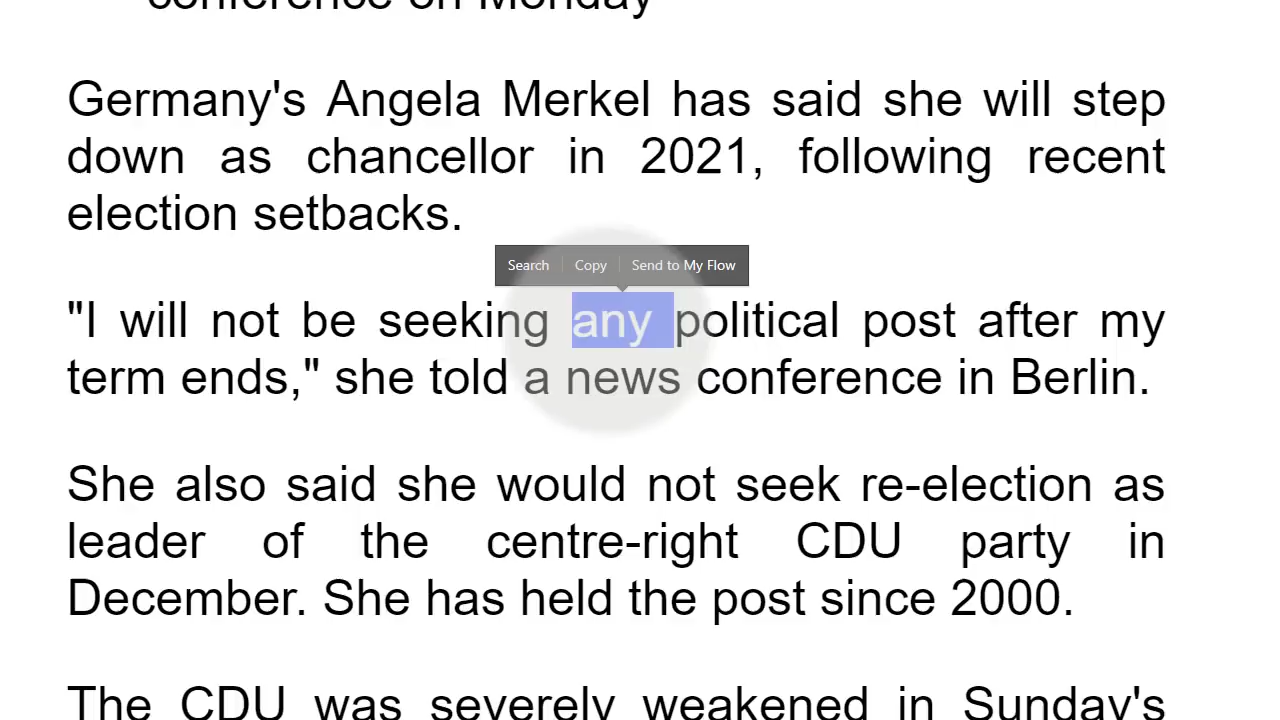 conference on Monday
Germany's Angela Merkel has said she will step
down as chancellor in 2021, following recent
election setbacks.
Search Copy Send to My Flow
"I will not be seeking any political post after my
term ends," she told a news conference in Berlin.
She also said she would not seek re-election as
leader of the centre-right CDU party in
December. She has held the post since 2000.
The CDU was severely weakened in Sunday's